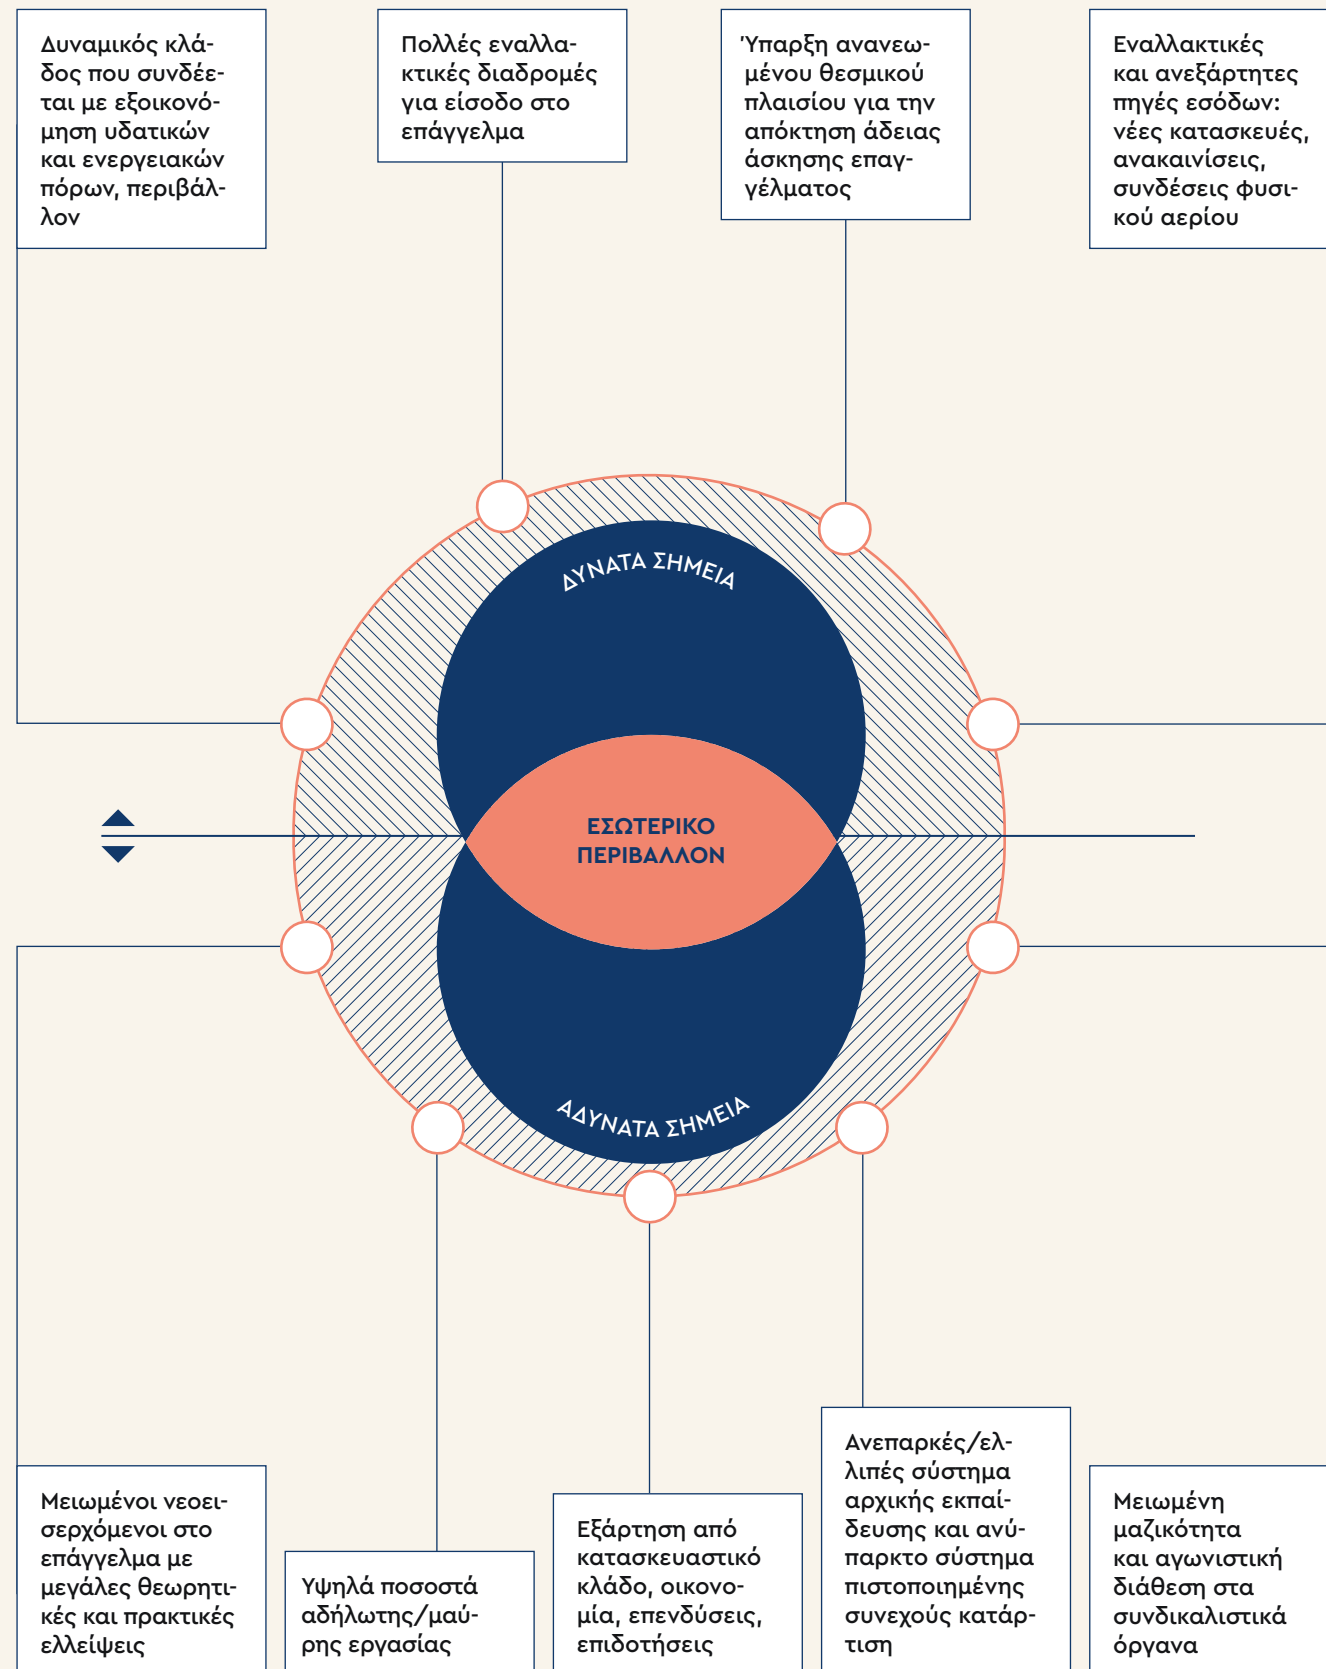 Δυναμικός κλά-
δος που συνδέε-
ται με εξοικονό-
μηση υδατικών
και ενεργειακών
πόρων, περιβάλ-
λον
Πολλές εναλλα-
κτικές διαδρομές
για είσοδο στο
επάγγελμα
Ύπαρξη ανανεω-
μένου θεσμικού
πλαισίου για την
απόκτηση άδειας
άσκησης επαγ-
γέλματος
Εναλλακτικές
και ανεξάρτητες
πηγές εσόδων:
νέες κατασκευές,
ανακαινίσεις,
συνδέσεις φυσι-
κού αερίου
ΔΥΝΑΤΑ ΣΗΜΕΙΑ
ΕΣΩΤΕΡΙΚΟ
ΠΕΡΙΒΑΛΛΟΝ
ΑΔΥΝΑΤΑ ΣΗΜΕΙΑ
Μειωμένοι νεοει-
σερχόμενοι στο
επάγγελμα με
μεγάλες θεωρητι-
κές και πρακτικές
ελλείψεις
Υψηλά ποσοστά
αδήλωτης/μαύ-
ρης εργασίας
Εξάρτηση από
κατασκευαστικό
κλάδο, οικονο-
μία, επενδύσεις,
επιδοτήσεις
Ανεπαρκές/ελ-
λιπές σύστημα
αρχικής εκπαί-
δευσης και ανύ-
παρκτο σύστημα
πιστοποιημένης
συνεχούς κατάρ-
τιση
Μειωμένη
μαζικότητα
και αγωνιστική
διάθεση στα
συνδικαλιστικά
όργανα